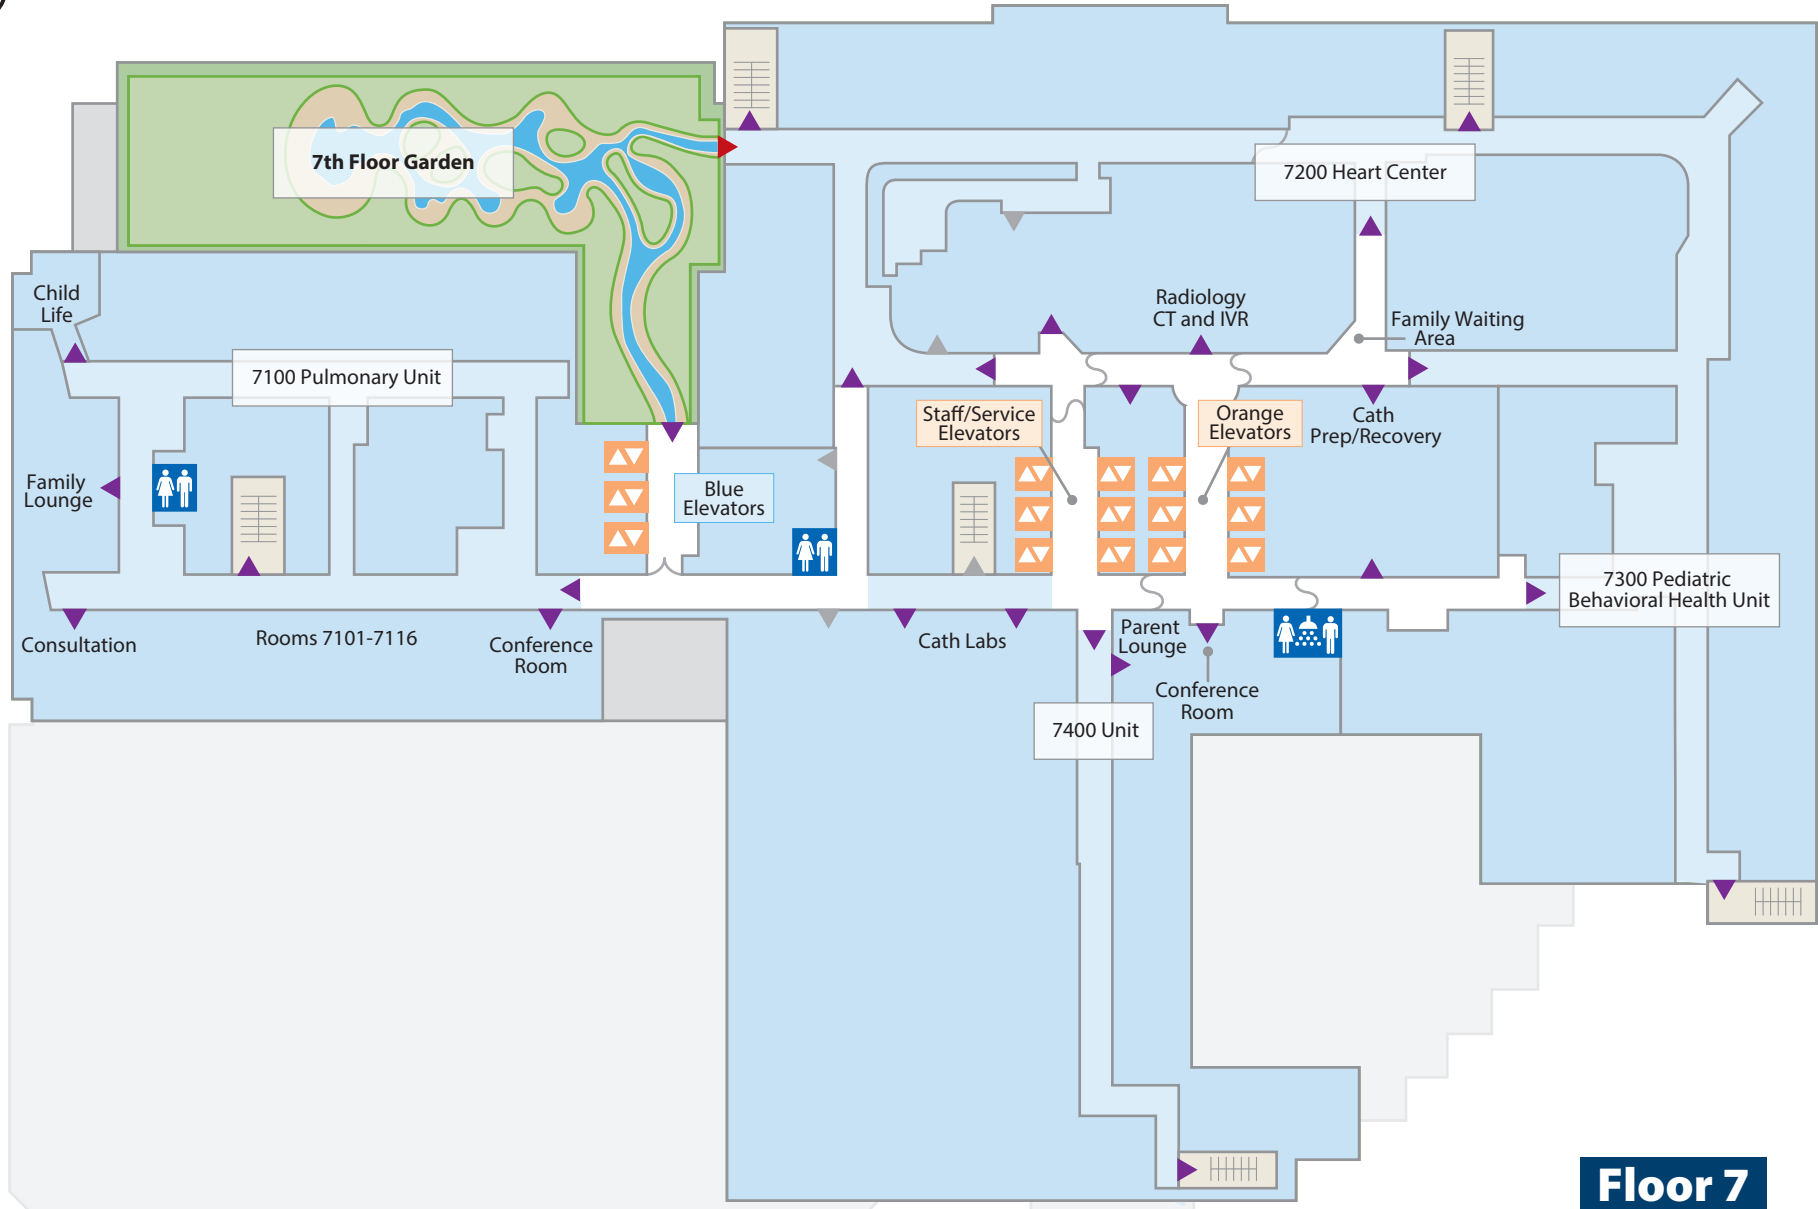 7th Floor Garden
7200 Heart Center
Child
Life
Radiology
CT and IVR
Family Waiting
Area
7100 Pulmonary Unit
Staff/Service
Elevators
Orange
Elevators
Cath
Prep/Recovery
Family
Lounge
Blue
Elevators
7300 Pediatric
Behavioral Health Unit
Consultation
Rooms 7101-7116
Conference
Room
Cath Labs
Parent
Lounge
Conference
Room
7400 Unit
Floor 7